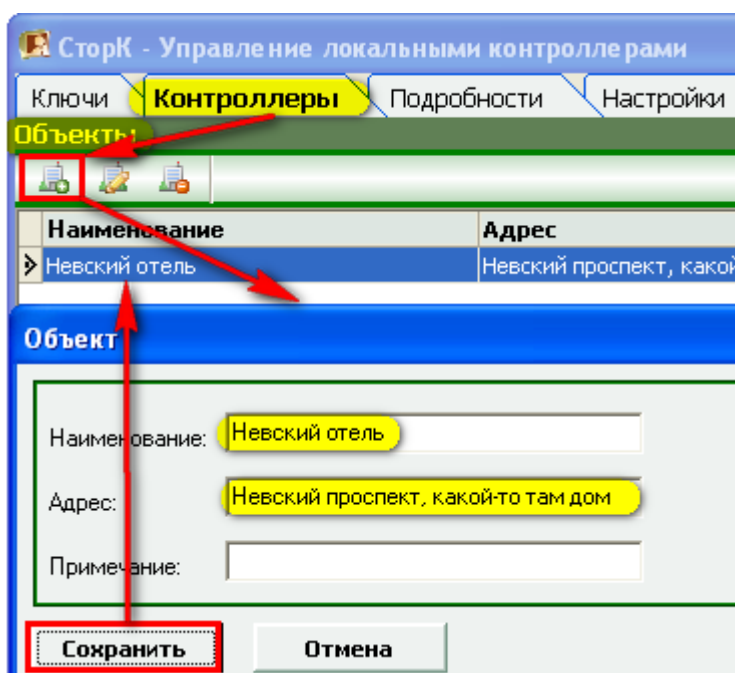 СторК - Управление локальными контроллерами
Ключи Контроллеры Подробности Настройки
Объекты:
Наименование Адрес
Невский отель Невский проспект, какой
Объект
Наименование: Невский отель
Адрес: Невский проспект, какой-то там дом
Примечание:
Сохранить Отмена